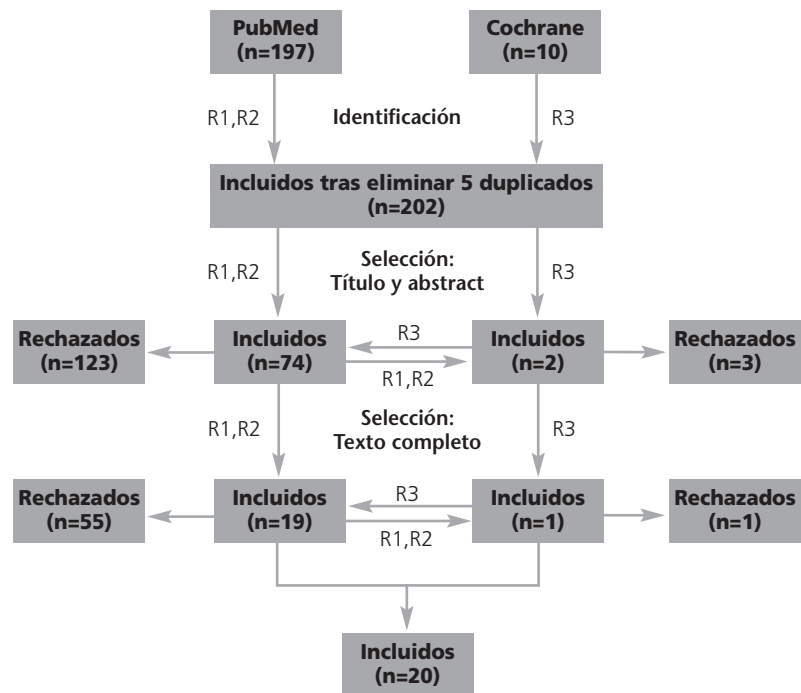 PubMed
(n=197)
Cochrane
(n=10)
R1,R2
Identificación
R3
Incluidos tras eliminar 5 duplicados
(n=202)
R1,R2
Selección:
Título y abstract
R3
Rechazados
(n=123)
Incluidos
(n=74)
R3
R1,R2
Incluidos
(n=2)
Rechazados
(n=3)
R1,R2
Selección:
Texto completo
R3
Rechazados
(n=55)
Incluidos
(n=19)
R3
R1,R2
Incluidos
(n=1)
Rechazados
(n=1)
Incluidos
(n=20)